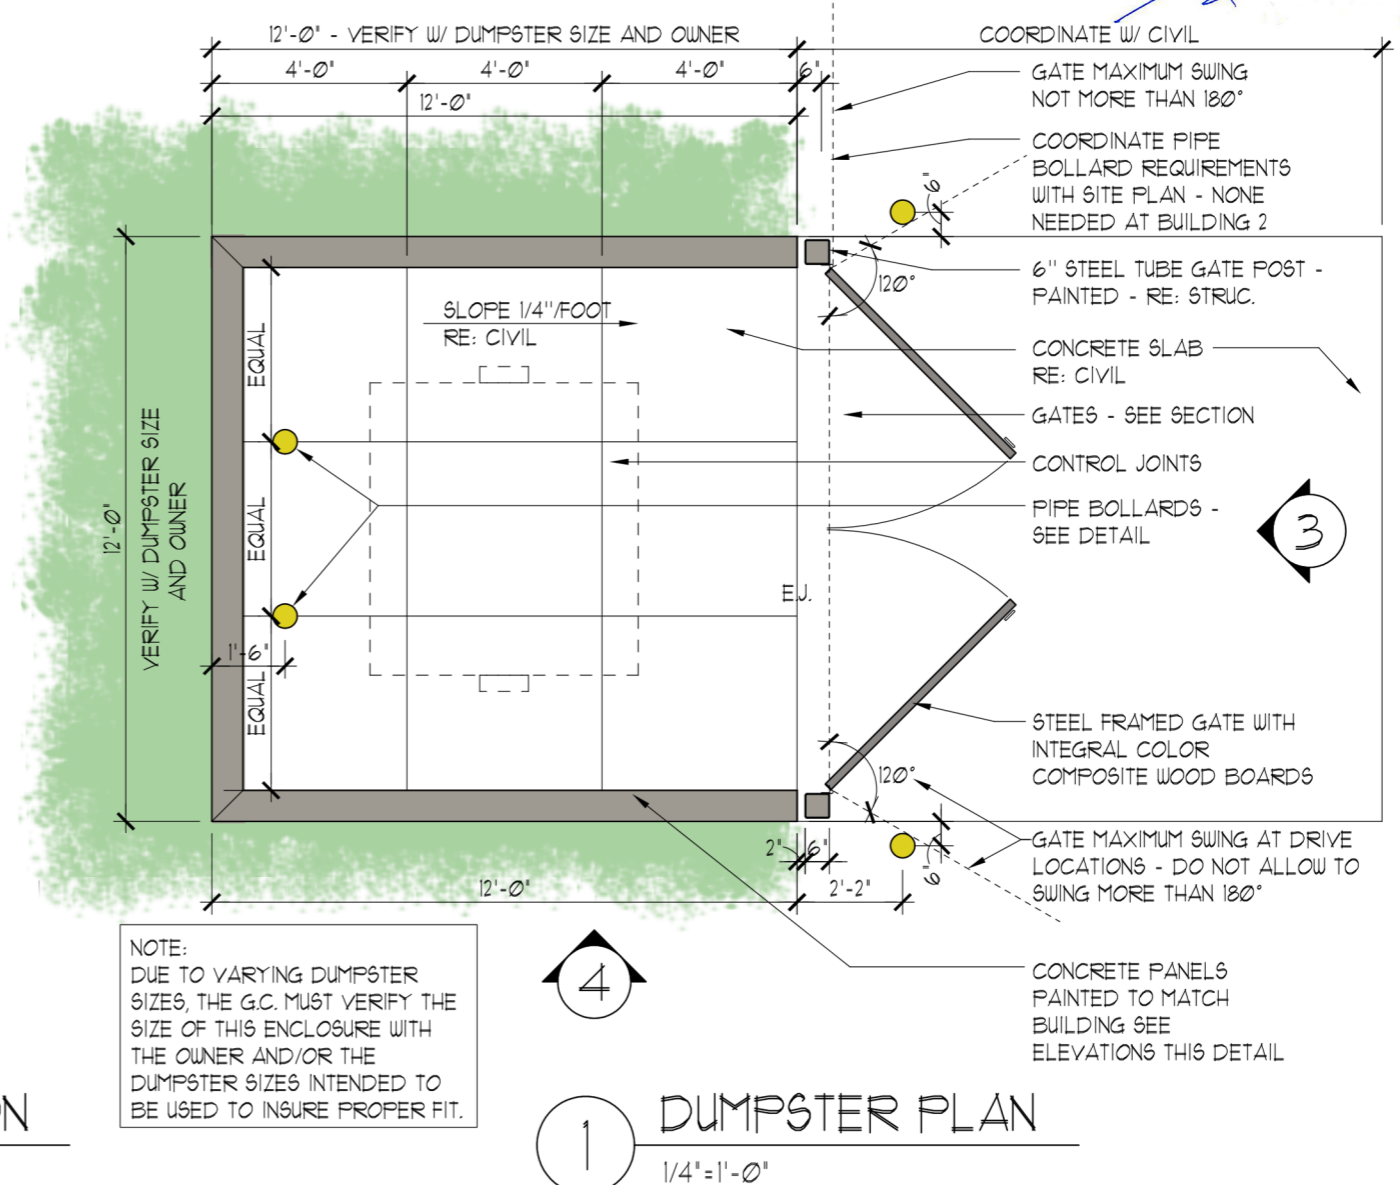 12'-0" - VERIFY W/ DUMPSTER SIZE AND OWNER
COORDINATE W/ CIVIL
4'-0"
4'-0"
4'-0"
6"
12'-0"
GATE MAXIMUM SWING
NOT MORE THAN 180°
COORDINATE PIPE
BOLLARD REQUIREMENTS
WITH SITE PLAN - NONE
NEEDED AT BUILDING 2
6"
120°
6" STEEL TUBE GATE POST -
PAINTED - RE: STRUC.
SLOPE 1/4"/FOOT
RE: CIVIL
CONCRETE SLAB
RE: CIVIL
GATES - SEE SECTION
CONTROL JOINTS
PIPE BOLLARDS -
SEE DETAIL
3
EQUAL
EQUAL
EQUAL
12'-0"
VERIFY W/ DUMPSTER SIZE
AND OWNER
E.J.
1'-6"
STEEL FRAMED GATE WITH
INTEGRAL COLOR
COMPOSITE WOOD BOARDS
120°
GATE MAXIMUM SWING AT DRIVE
LOCATIONS - DO NOT ALLOW TO
SWING MORE THAN 180°
2"
6"
6"
12'-0"
2'-2"
CONCRETE PANELS
PAINTED TO MATCH
BUILDING SEE
ELEVATIONS THIS DETAIL
NOTE:
DUE TO VARYING DUMPSTER
SIZES, THE G.C. MUST VERIFY THE
SIZE OF THIS ENCLOSURE WITH
THE OWNER AND/OR THE
DUMPSTER SIZES INTENDED TO
BE USED TO INSURE PROPER FIT.
4
N
1
DUMPSTER PLAN
1/4"=1'-0"